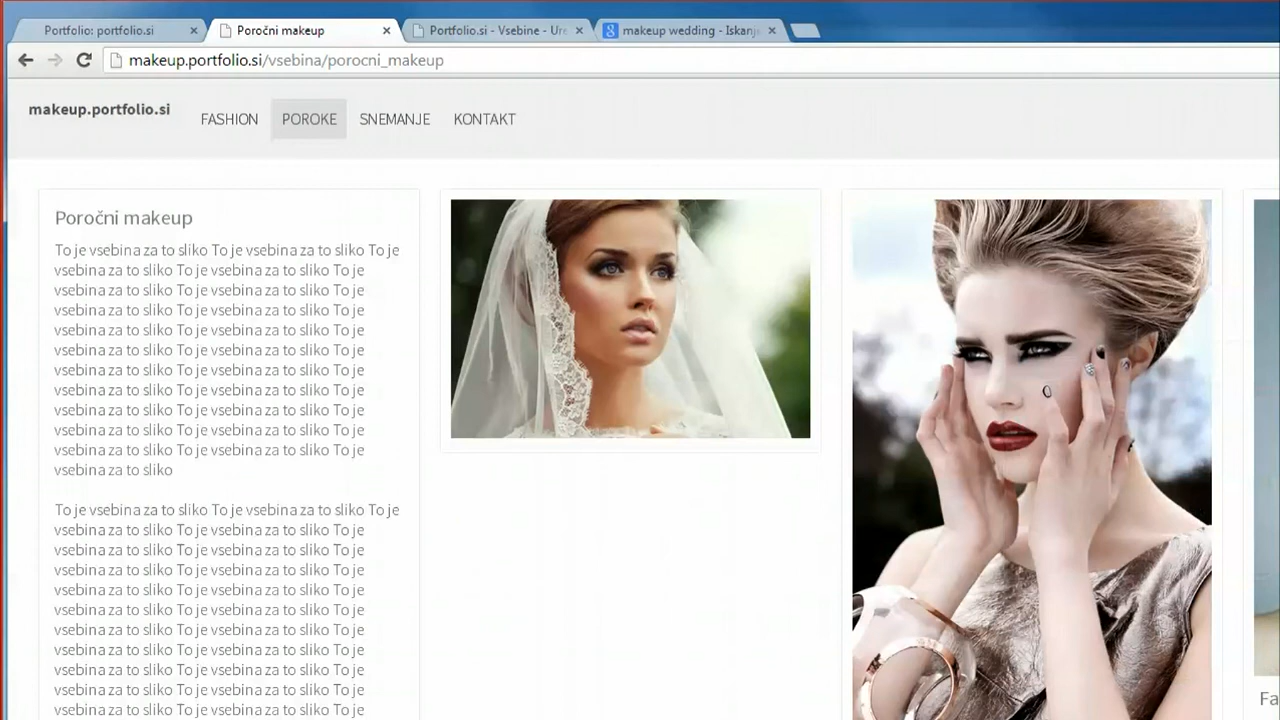 Portfolio: portfolio.si
Poročni makeup
Portfolio.si - Vsebine - Ure
makeup wedding - Iskanje
makeup.portfolio.si/vsebina/porocni_makeup
makeup.portfolio.si
FASHION
POROKE
SNEMANJE
KONTAKT
Poročni makeup
To je vsebina za to sliko To je vsebina za to sliko To je
vsebina za to sliko To je vsebina za to sliko To je
vsebina za to sliko To je vsebina za to sliko To je
vsebina za to sliko To je vsebina za to sliko To je
vsebina za to sliko To je vsebina za to sliko To je
vsebina za to sliko To je vsebina za to sliko To je
vsebina za to sliko To je vsebina za to sliko To je
vsebina za to sliko To je vsebina za to sliko To je
vsebina za to sliko To je vsebina za to sliko To je
vsebina za to sliko To je vsebina za to sliko To je
vsebina za to sliko To je vsebina za to sliko To je
vsebina za to sliko
To je vsebina za to sliko To je vsebina za to sliko To je
vsebina za to sliko To je vsebina za to sliko To je
vsebina za to sliko To je vsebina za to sliko To je
vsebina za to sliko To je vsebina za to sliko To je
vsebina za to sliko To je vsebina za to sliko To je
vsebina za to sliko To je vsebina za to sliko To je
vsebina za to sliko To je vsebina za to sliko To je
vsebina za to sliko To je vsebina za to sliko To je
vsebina za to sliko To je vsebina za to sliko To je
vsebina za to sliko To je vsebina za to sliko To je
vsebina za to sliko To je vsebina za to sliko To je
Fa